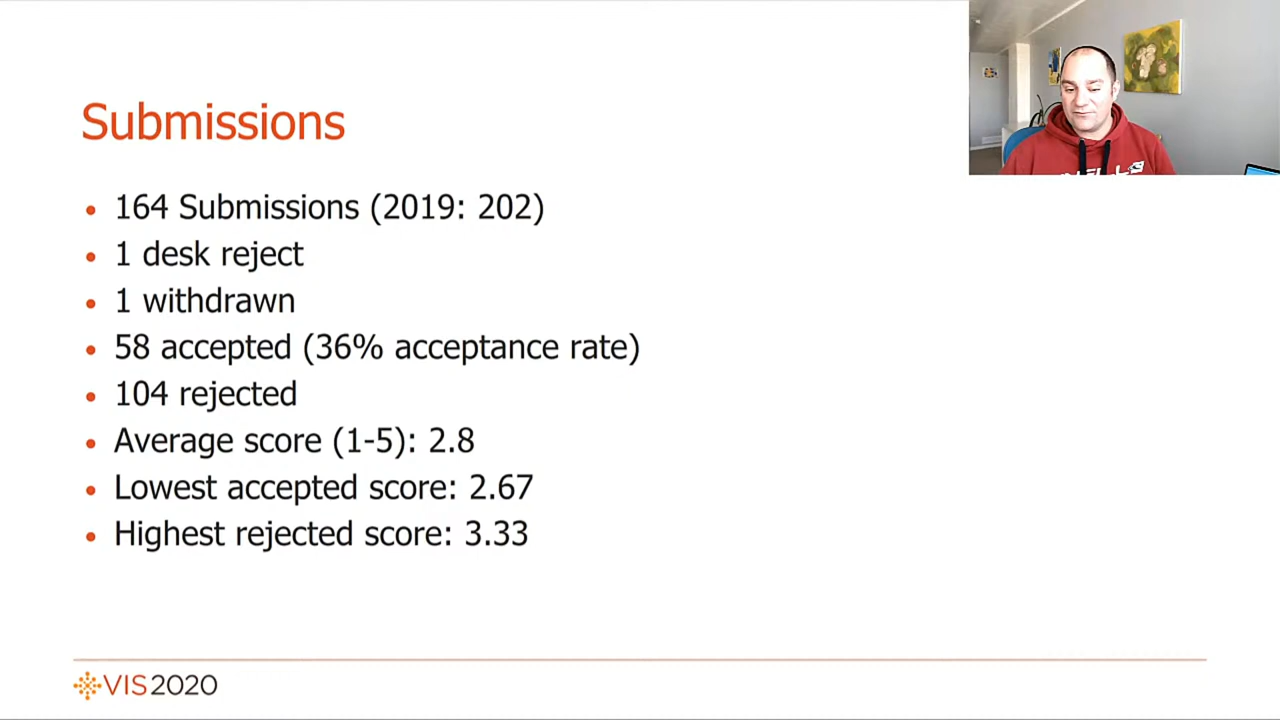 Submissions
• 164 Submissions (2019: 202)
• 1 desk reject
• 1 withdrawn
• 58 accepted (36% acceptance rate)
• 104 rejected
• Average score (1-5): 2.8
• Lowest accepted score: 2.67
• Highest rejected score: 3.33
VIS2020